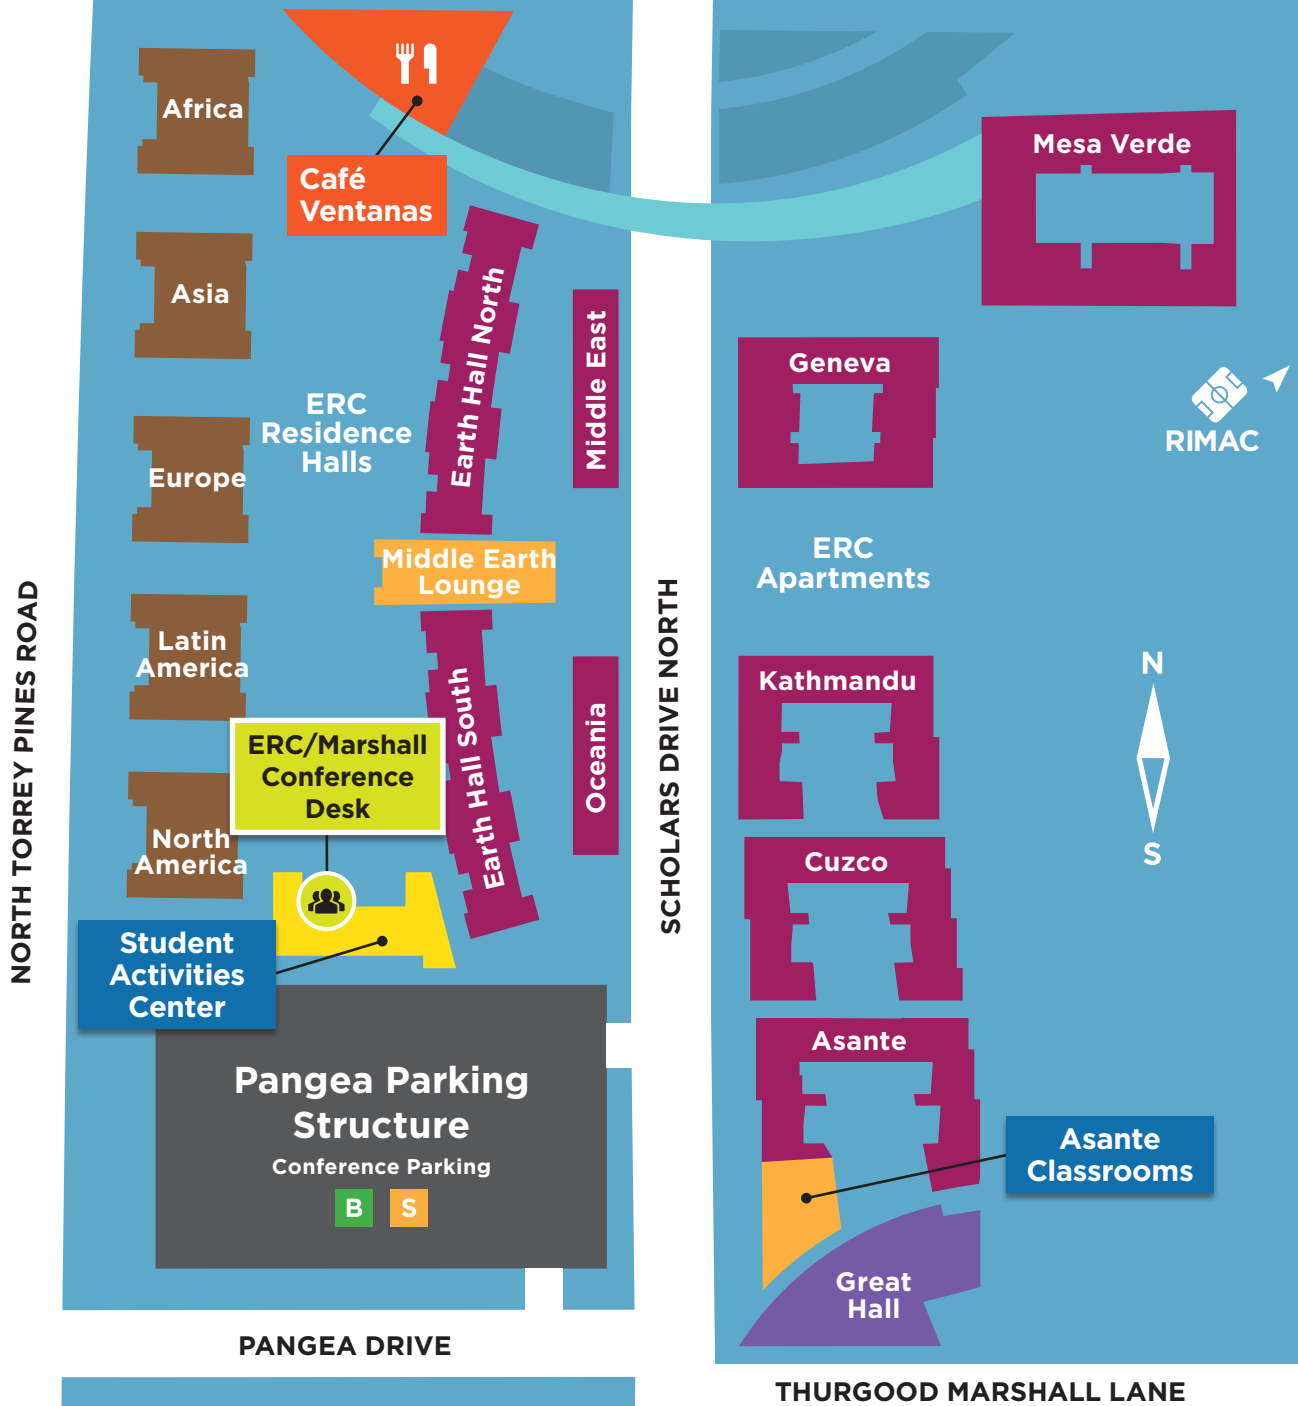 Africa
Café
Ventanas
Mesa Verde
Asia
Earth Hall North
Middle East
Geneva
ERC
Residence
Halls
RIMAC
Europe
Middle Earth
Lounge
ERC
Apartments
NORTH TORREY PINES ROAD
SCHOLARS DRIVE NORTH
Latin
America
Earth Hall South
Oceania
Kathmandu
N
S
ERC/Marshall
Conference
Desk
North
America
Cuzco
Student
Activities
Center
Asante
Pangea Parking
Structure
Conference Parking
B S
Asante
Classrooms
Great
Hall
PANGEA DRIVE
THURGOOD MARSHALL LANE